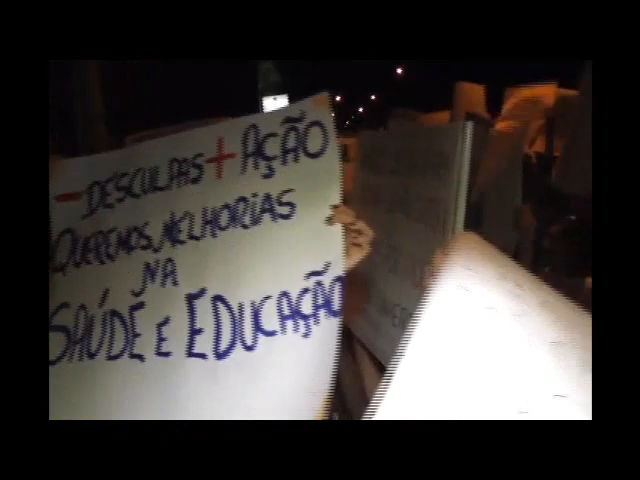 - DESCULPAS + AÇÃO
QUEREMOS MELHORIAS
NA
SAÚDE E EDUCAÇÃO